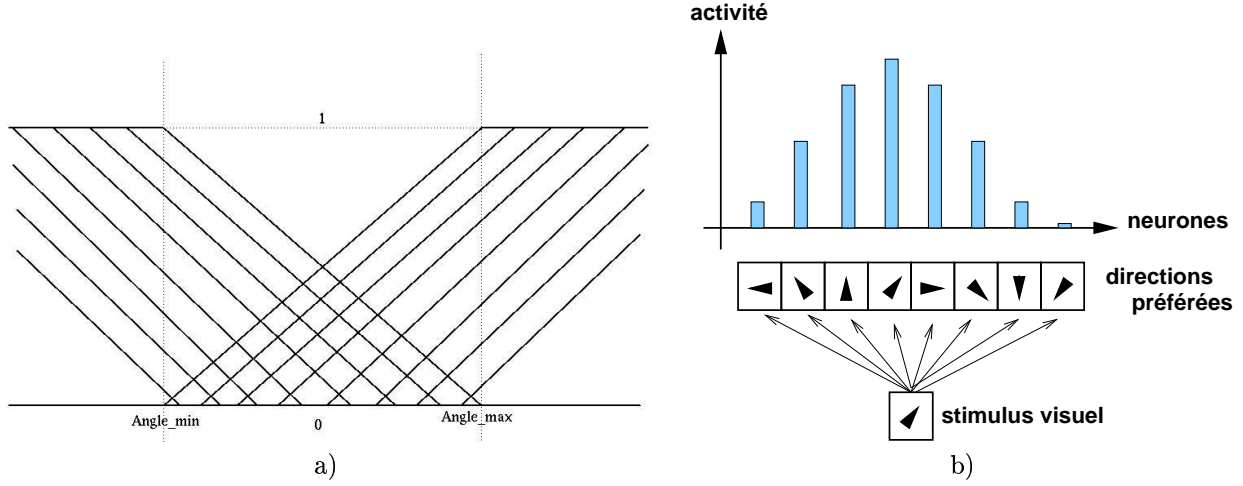 1
Angle_min
0
Angle_max
a)
activité
neurones
directions
préférées
stimulus visuel
b)